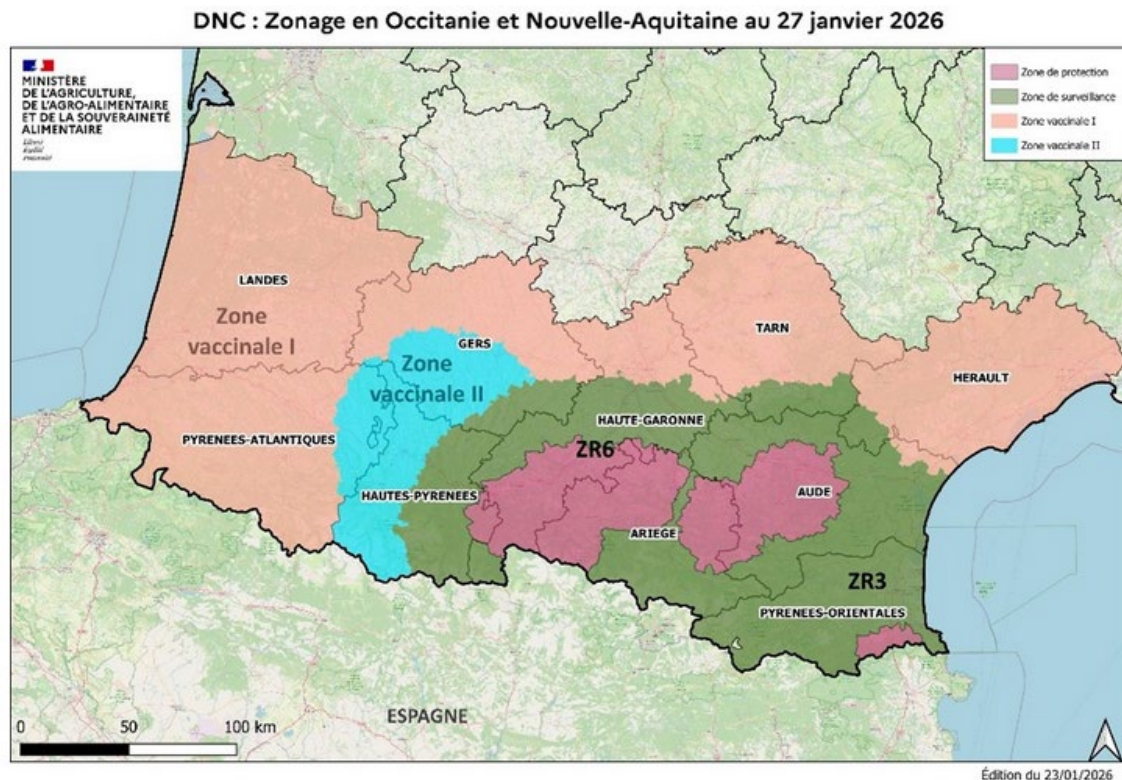 DNC : Zonage en Occitanie et Nouvelle-Aquitaine au 27 janvier 2026
MINISTÈRE
DE L'AGRICULTURE,
DE L'AGRO-ALIMENTAIRE
ET DE LA SOUVERAINETÉ
ALIMENTAIRE
Liberté
Égalité
Fraternité
Zone de protection
Zone de surveillance
Zone vaccinale I
Zone vaccinale II
LANDES
Zone
vaccinale I
TARN
GERS
Zone
vaccinale II
HERAULT
HAUTE-GARONNE
PYRENEES-ATLANTIQUES
ZR6
HAUTES-PYRENEES
AUDE
ARIEGE
ZR3
PYRENEES-ORIENTALES
ESPAGNE
0 50 100 km
Édition du 23/01/2026